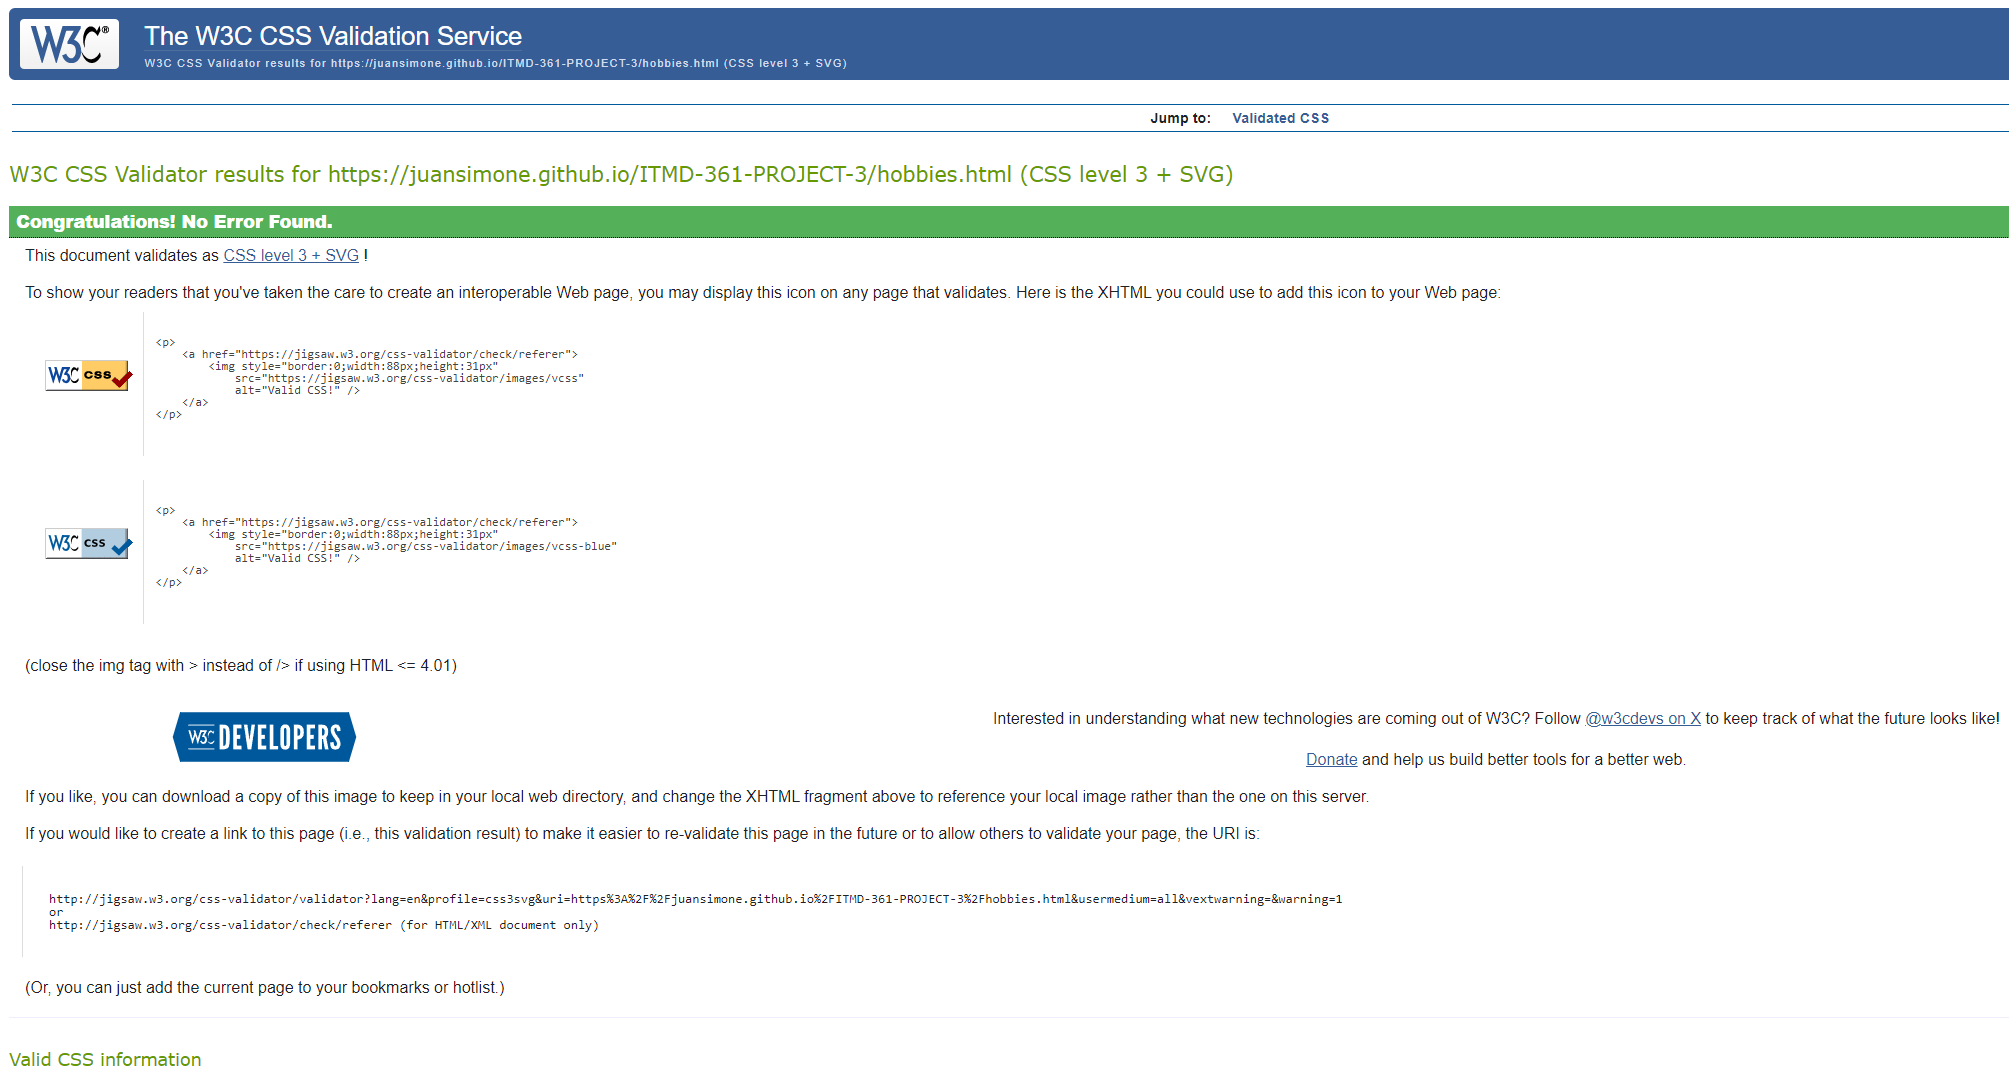 W3C® The W3C CSS Validation Service
W3C CSS Validator results for https://juansimone.github.io/ITMD-361-PROJECT-3/hobbies.html (CSS level 3 + SVG)
Jump to: Validated CSS
W3C CSS Validator results for https://juansimone.github.io/ITMD-361-PROJECT-3/hobbies.html (CSS level 3 + SVG)
Congratulations! No Error Found.
This document validates as CSS level 3 + SVG !
To show your readers that you've taken the care to create an interoperable Web page, you may display this icon on any page that validates. Here is the XHTML you could use to add this icon to your Web page:
W3C css
<p>
<a href="https://jigsaw.w3.org/css-validator/check/referer">
<img style="border:0;width:88px;height:31px"
src="https://jigsaw.w3.org/css-validator/images/vcss"
alt="Valid CSS!" />
</a>
</p>
W3C css
<p>
<a href="https://jigsaw.w3.org/css-validator/check/referer">
<img style="border:0;width:88px;height:31px"
src="https://jigsaw.w3.org/css-validator/images/vcss-blue"
alt="Valid CSS!" />
</a>
</p>
(close the img tag with > instead of /> if using HTML <= 4.01)
W3C DEVELOPERS
Interested in understanding what new technologies are coming out of W3C? Follow @w3cdevs on X to keep track of what the future looks like!
Donate and help us build better tools for a better web.
If you like, you can download a copy of this image to keep in your local web directory, and change the XHTML fragment above to reference your local image rather than the one on this server.
If you would like to create a link to this page (i.e., this validation result) to make it easier to re-validate this page in the future or to allow others to validate your page, the URI is:
http://jigsaw.w3.org/css-validator/validator?lang=en&profile=css3svg&uri=https%3A%2F%2Fjuansimone.github.io%2FITMD-361-PROJECT-3%2Fhobbies.html&usermedium=all&vextwarning=&warning=1
or
http://jigsaw.w3.org/css-validator/check/referer (for HTML/XML document only)
(Or, you can just add the current page to your bookmarks or hotlist.)
Valid CSS information